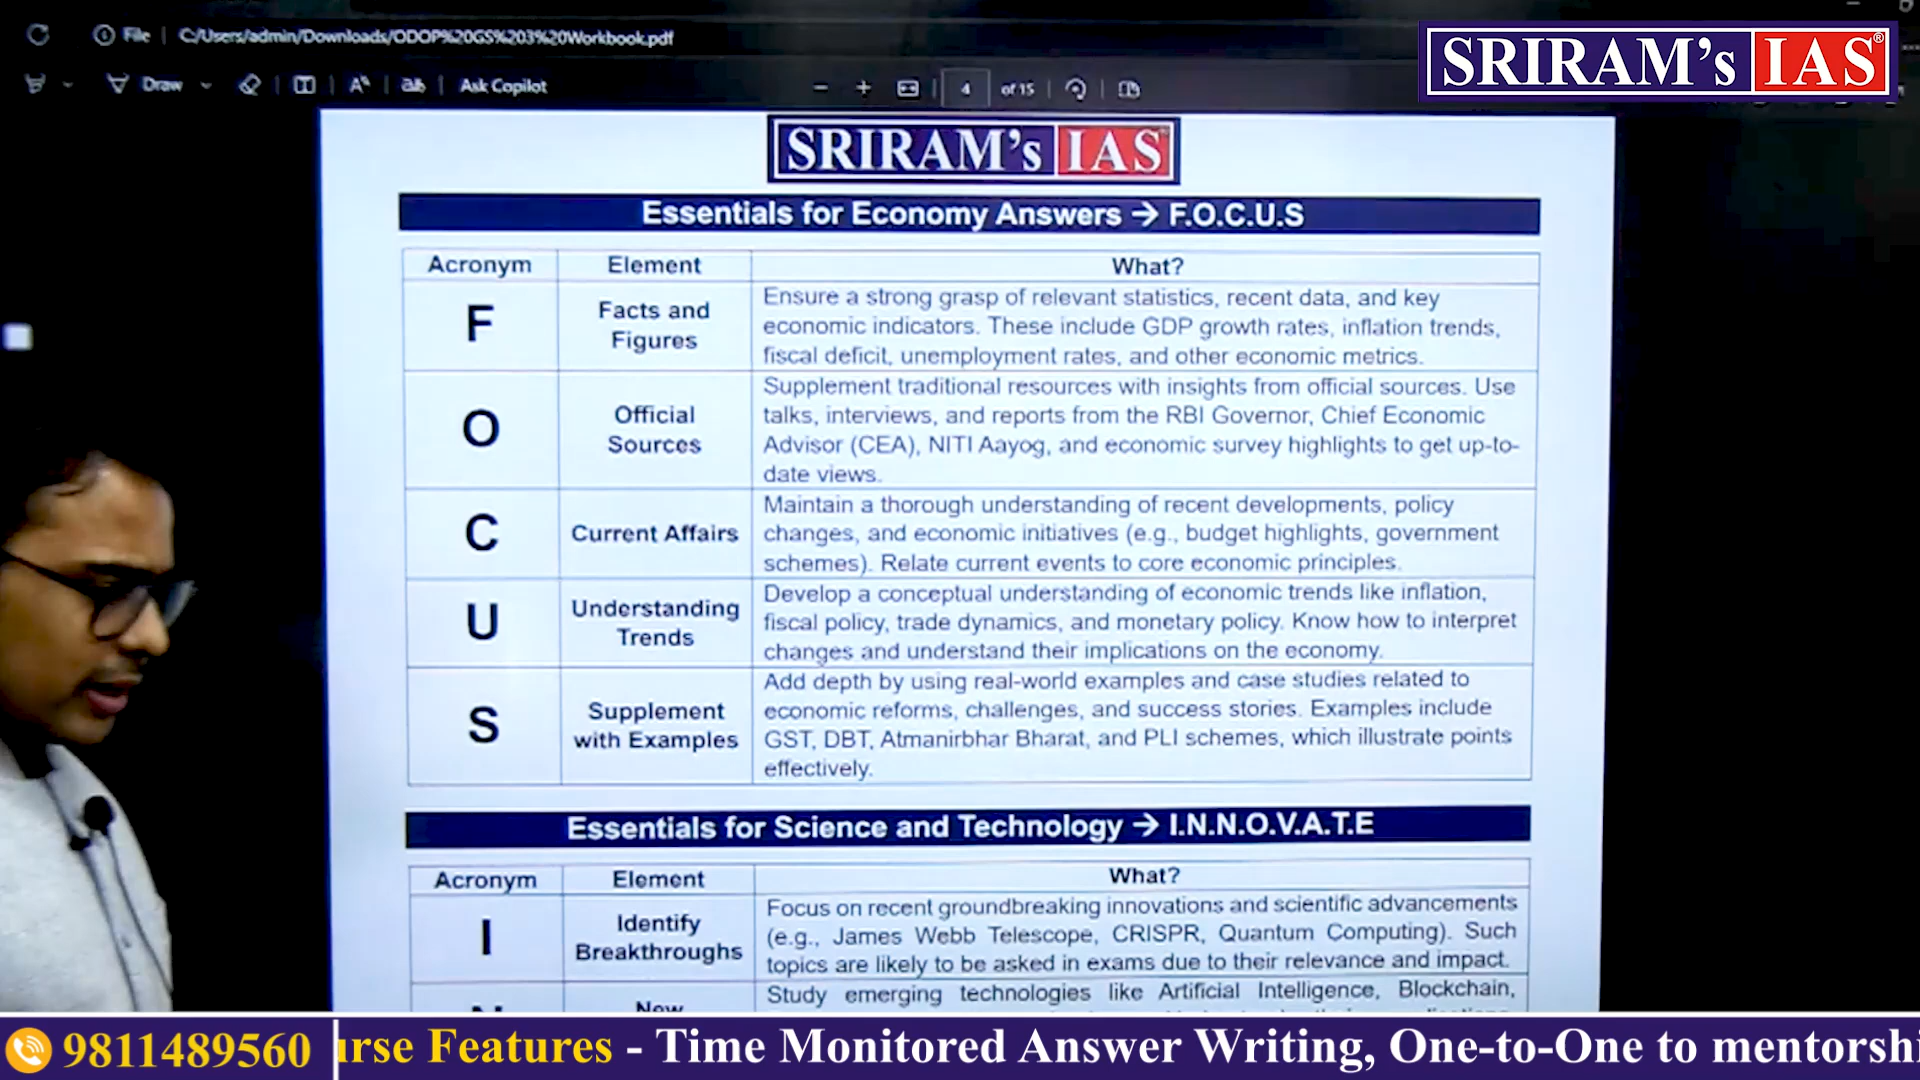 File C:/Users/admin/Downloads/ODOP%20GS%203%20Workbook.pdf
SRIRAM's IAS
Draw
Ask Copilot
4 of 15
SRIRAM's IAS
Essentials for Economy Answers → F.O.C.U.S
Acronym Element What?
F
Facts and
Figures
Ensure a strong grasp of relevant statistics, recent data, and key
economic indicators. These include GDP growth rates, inflation trends,
fiscal deficit, unemployment rates, and other economic metrics.
O
Official
Sources
Supplement traditional resources with insights from official sources. Use
talks, interviews, and reports from the RBI Governor, Chief Economic
Advisor (CEA), NITI Aayog, and economic survey highlights to get up-to-
date views.
C
Current Affairs
Maintain a thorough understanding of recent developments, policy
changes, and economic initiatives (e.g., budget highlights, government
schemes). Relate current events to core economic principles.
U
Understanding
Trends
Develop a conceptual understanding of economic trends like inflation,
fiscal policy, trade dynamics, and monetary policy. Know how to interpret
changes and understand their implications on the economy.
S
Supplement
with Examples
Add depth by using real-world examples and case studies related to
economic reforms, challenges, and success stories. Examples include
GST, DBT, Atmanirbhar Bharat, and PLI schemes, which illustrate points
effectively.
Essentials for Science and Technology → I.N.N.O.V.A.T.E
Acronym Element What?
I
Identify
Breakthroughs
Focus on recent groundbreaking innovations and scientific advancements
(e.g., James Webb Telescope, CRISPR, Quantum Computing). Such
topics are likely to be asked in exams due to their relevance and impact.
New
Study emerging technologies like Artificial Intelligence, Blockchain,
9811489560 urse Features - Time Monitored Answer Writing, One-to-One to mentorshi